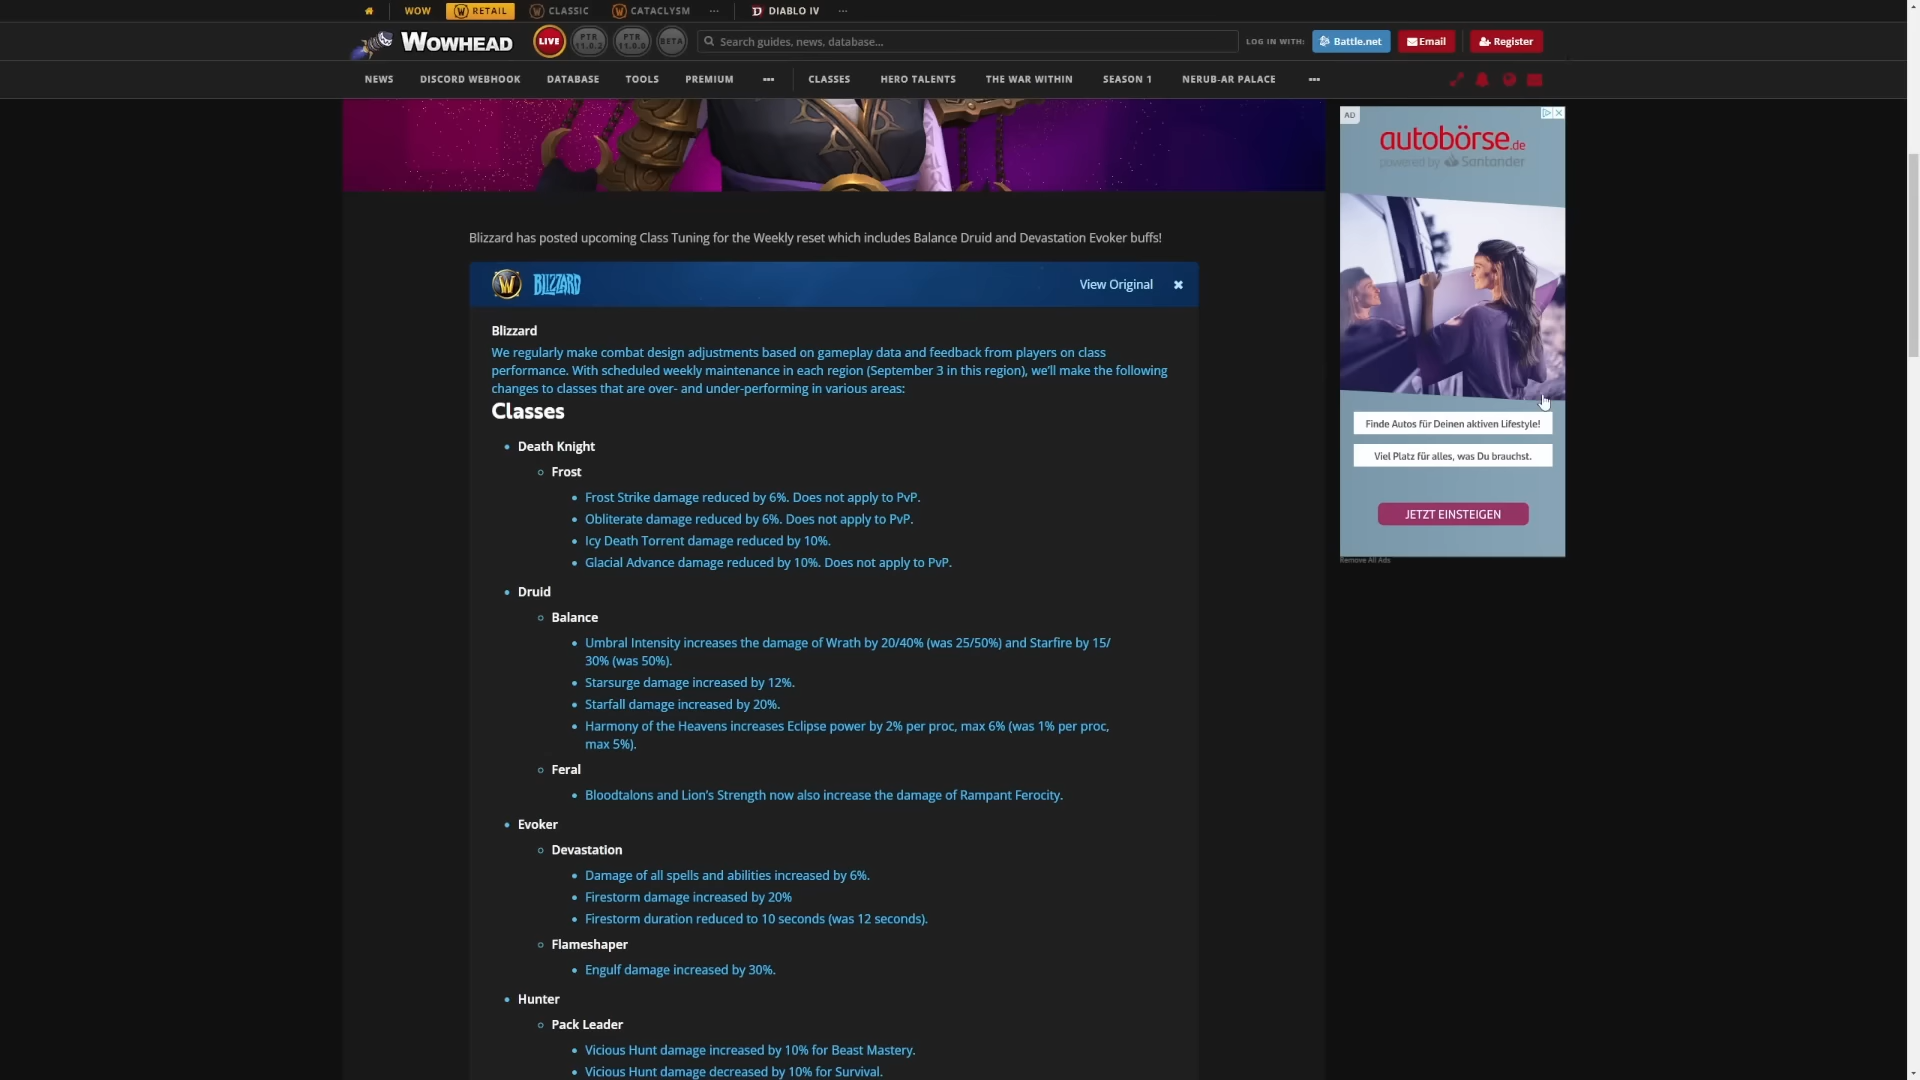 WOW
RETAIL
CLASSIC
CATACLYSM
DIABLO IV
WOWHEAD
LIVE
PTR
11.0.2
PTR
11.0.0
BETA
Search guides, news, database...
LOG IN WITH:
Battle.net
Email
Register
NEWS
DISCORD WEBHOOK
DATABASE
TOOLS
PREMIUM
CLASSES
HERO TALENTS
THE WAR WITHIN
SEASON 1
NERUB-AR PALACE
AD
autobörse.de
powered by Santander
Blizzard has posted upcoming Class Tuning for the Weekly reset which includes Balance Druid and Devastation Evoker buffs!
BLIZZARD
View Original
Blizzard
We regularly make combat design adjustments based on gameplay data and feedback from players on class
performance. With scheduled weekly maintenance in each region (September 3 in this region), we'll make the following
changes to classes that are over- and under-performing in various areas:
Classes
Death Knight
Frost
Frost Strike damage reduced by 6%. Does not apply to PvP.
Obliterate damage reduced by 6%. Does not apply to PvP.
Icy Death Torrent damage reduced by 10%.
Glacial Advance damage reduced by 10%. Does not apply to PvP.
Druid
Balance
Umbral Intensity increases the damage of Wrath by 20/40% (was 25/50%) and Starfire by 15/
30% (was 50%).
Starsurge damage increased by 12%.
Starfall damage increased by 20%.
Harmony of the Heavens increases Eclipse power by 2% per proc, max 6% (was 1% per proc,
max 5%).
Feral
Bloodtalons and Lion's Strength now also increase the damage of Rampant Ferocity.
Evoker
Devastation
Damage of all spells and abilities increased by 6%.
Firestorm damage increased by 20%
Firestorm duration reduced to 10 seconds (was 12 seconds).
Flameshaper
Engulf damage increased by 30%.
Hunter
Pack Leader
Vicious Hunt damage increased by 10% for Beast Mastery.
Vicious Hunt damage decreased by 10% for Survival.
Finde Autos für Deinen aktiven Lifestyle!
Viel Platz für alles, was Du brauchst.
JETZT EINSTEIGEN
Remove All Ads